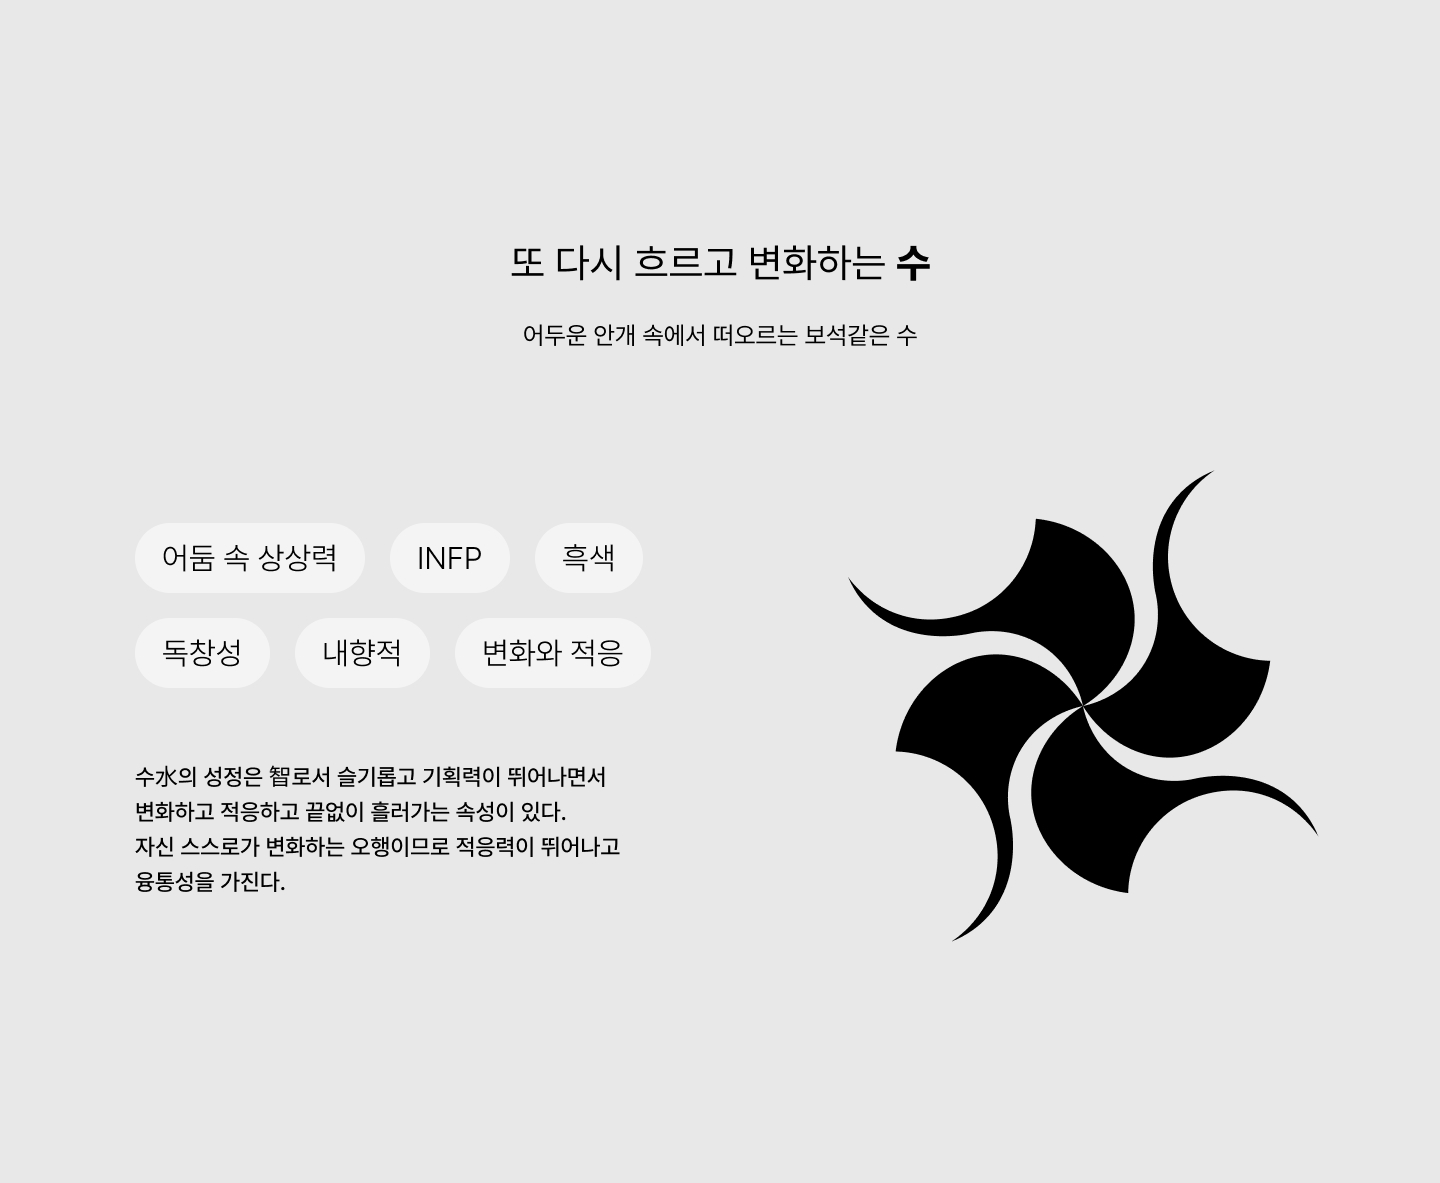 또 다시 흐르고 변화하는 수
어두운 안개 속에서 떠오르는 보석같은 수
어둠 속 상상력
INFP
흑색
독창성
내향적
변화와 적응
수水의 성정은 智로서 슬기롭고 기획력이 뛰어나면서
변화하고 적응하고 끝없이 흘러가는 속성이 있다.
자신 스스로가 변화하는 오행이므로 적응력이 뛰어나고
융통성을 가진다.